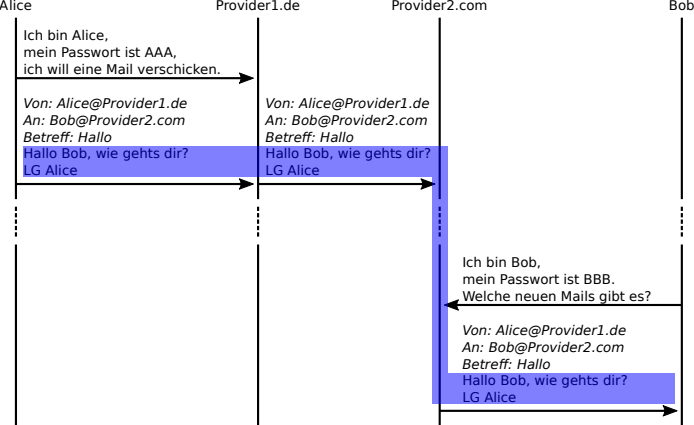 Alice
Provider1.de
Provider2.com
Bob
Ich bin Alice,
mein Passwort ist AAA,
ich will eine Mail verschicken.
Von: Alice@Provider1.de
An: Bob@Provider2.com
Betreff: Hallo
Hallo Bob, wie gehts dir?
LG Alice
Von: Alice@Provider1.de
An: Bob@Provider2.com
Betreff: Hallo
Hallo Bob, wie gehts dir?
LG Alice
Ich bin Bob,
mein Passwort ist BBB.
Welche neuen Mails gibt es?
Von: Alice@Provider1.de
An: Bob@Provider2.com
Betreff: Hallo
Hallo Bob, wie gehts dir?
LG Alice